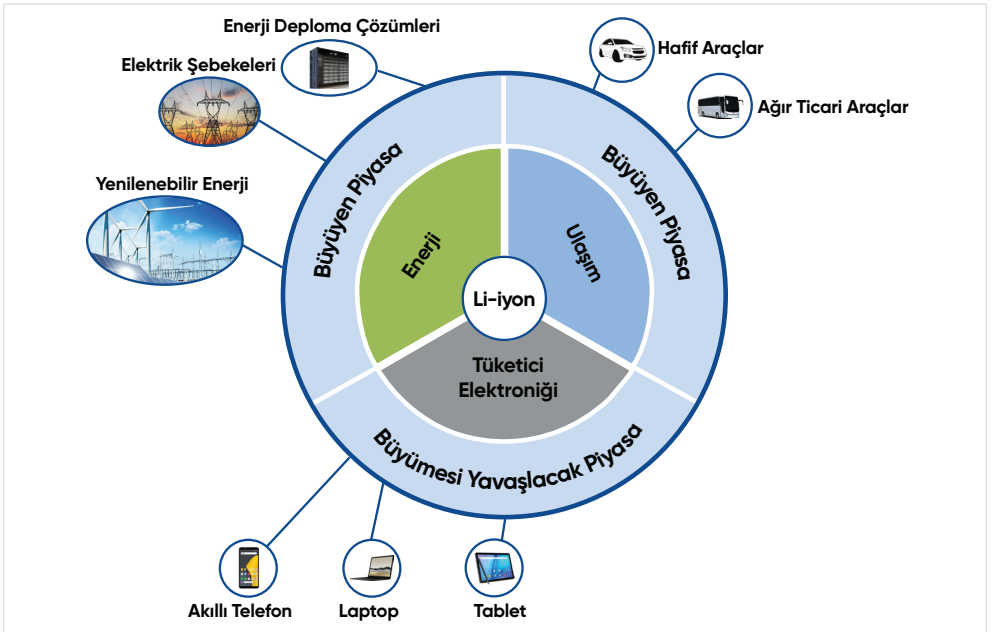 Enerji Deploma Çözümleri
Elektrik Şebekeleri
Yenilenebilir Enerji
Hafif Araçlar
Ağır Ticari Araçlar
Büyüyen Piyasa
Büyüyen Piyasa
Enerji
Ulaşım
Li-iyon
Tüketici
Elektroniği
Büyümesi Yavaşlacak Piyasa
Akıllı Telefon
Laptop
Tablet